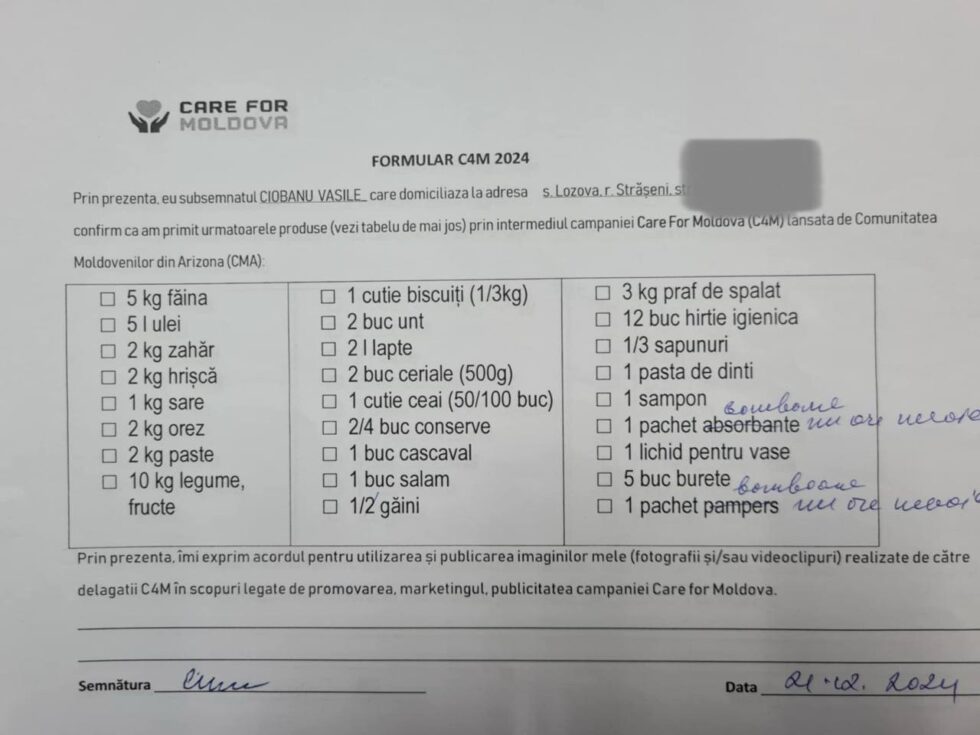 CARE FOR
MOLDOVA
FORMULAR C4M 2024
Prin prezenta, eu subsemnatul CIOBANU VASILE care domiciliaza la adresa s. Lozova, r. Strășeni, str
confirm ca am primit urmatoarele produse (vezi tabelu de mai jos) prin intermediul campaniei Care For Moldova (C4M) lansata de Comunitatea
Moldovenilor din Arizona (CMA):
☐ 5 kg făina
☐ 5 l ulei
☐ 2 kg zahăr
☐ 2 kg hrișcă
☐ 1 kg sare
☐ 2 kg orez
☐ 2 kg paste
☐ 10 kg legume,
fructe
☐ 1 cutie biscuiți (1/3kg)
☐ 2 buc unt
☐ 2 l lapte
☐ 2 buc ceriale (500g)
☐ 1 cutie ceai (50/100 buc)
☐ 2/4 buc conserve
☐ 1 buc cascaval
☐ 1 buc salam
☐ 1/2 găini
☐ 3 kg praf de spalat
☐ 12 buc hirtie igienica
☐ 1/3 sapunuri
☐ 1 pasta de dinti
☐ 1 sampon
bomboane
☐ 1 pachet absorbante nu are nevoie
☐ 1 lichid pentru vase
☐ 5 buc burete
bomboane
☐ 1 pachet pampers nu are nevoie
Prin prezenta, îmi exprim acordul pentru utilizarea și publicarea imaginilor mele (fotografii și/sau videoclipuri) realizate de către
delagatii C4M în scopuri legate de promovarea, marketingul, publicitatea campaniei Care for Moldova.
Semnătura
Data 21.12.2024